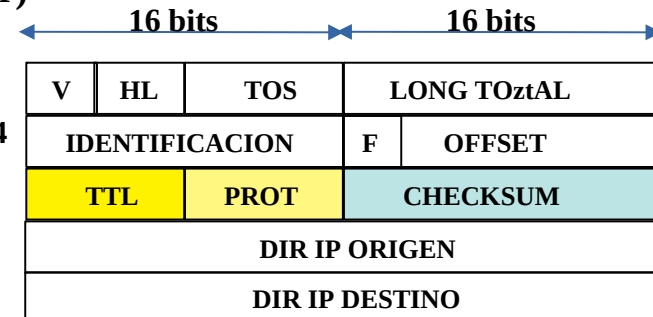 16 bits 16 bits
V HL TOS LONG TOztAL
4 IDENTIFICACION F OFFSET
TTL PROT CHECKSUM
DIR IP ORIGEN
DIR IP DESTINO